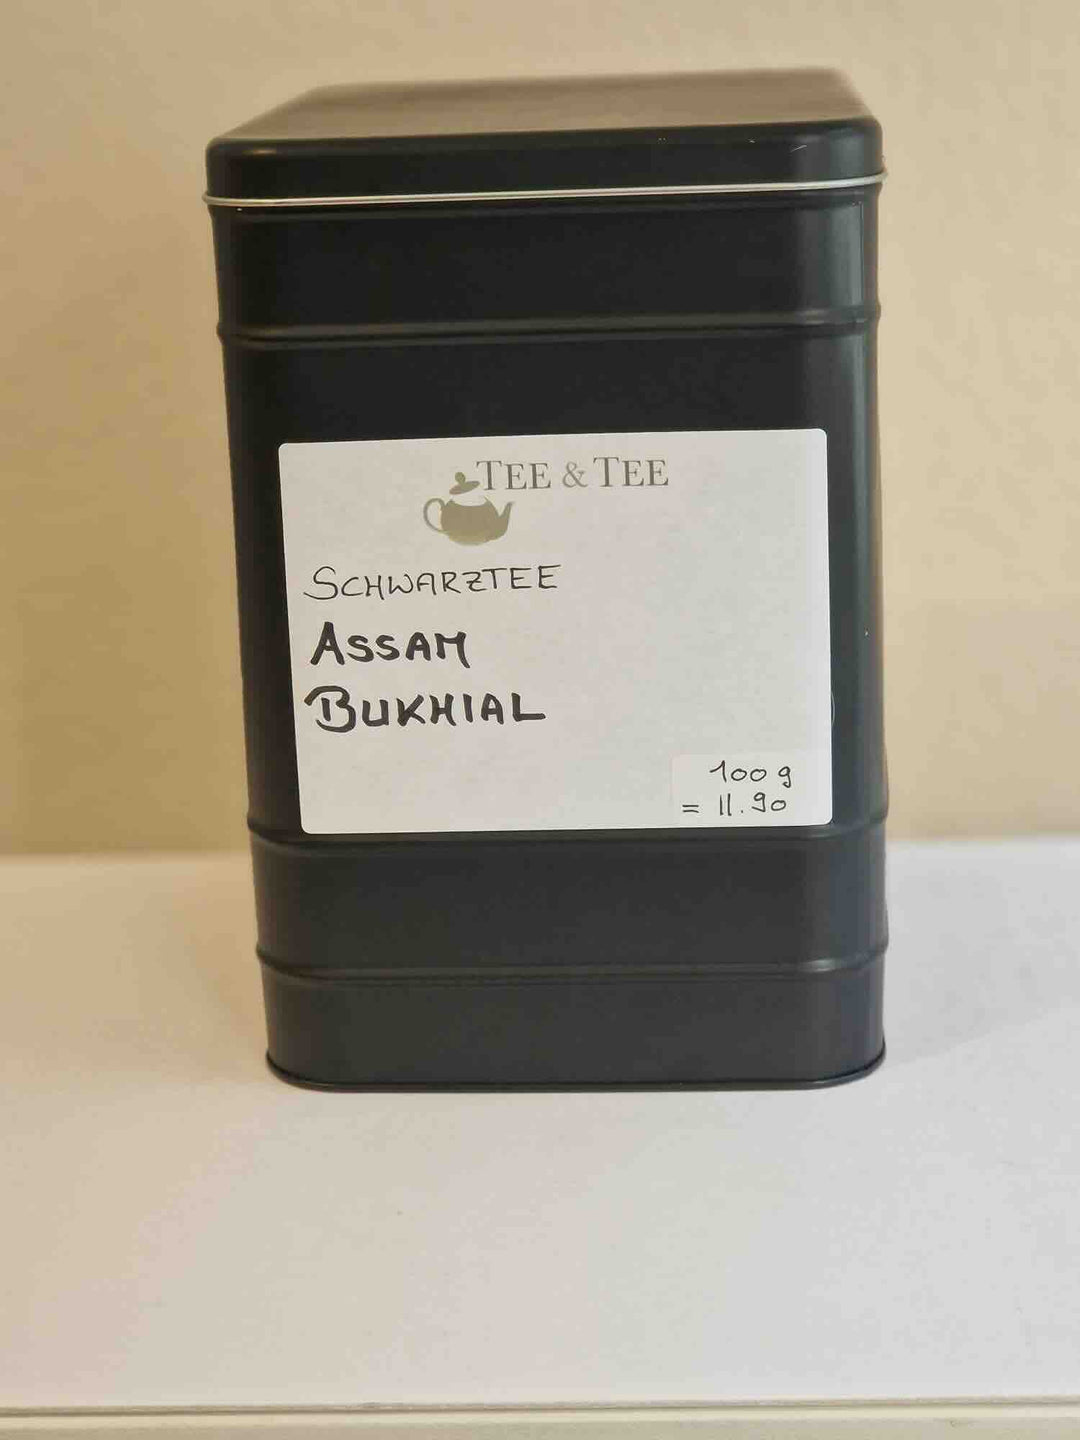 TEE & TEE
SCHWARZTEE
ASSAM
BUKHIAL
100 g
= 11.90